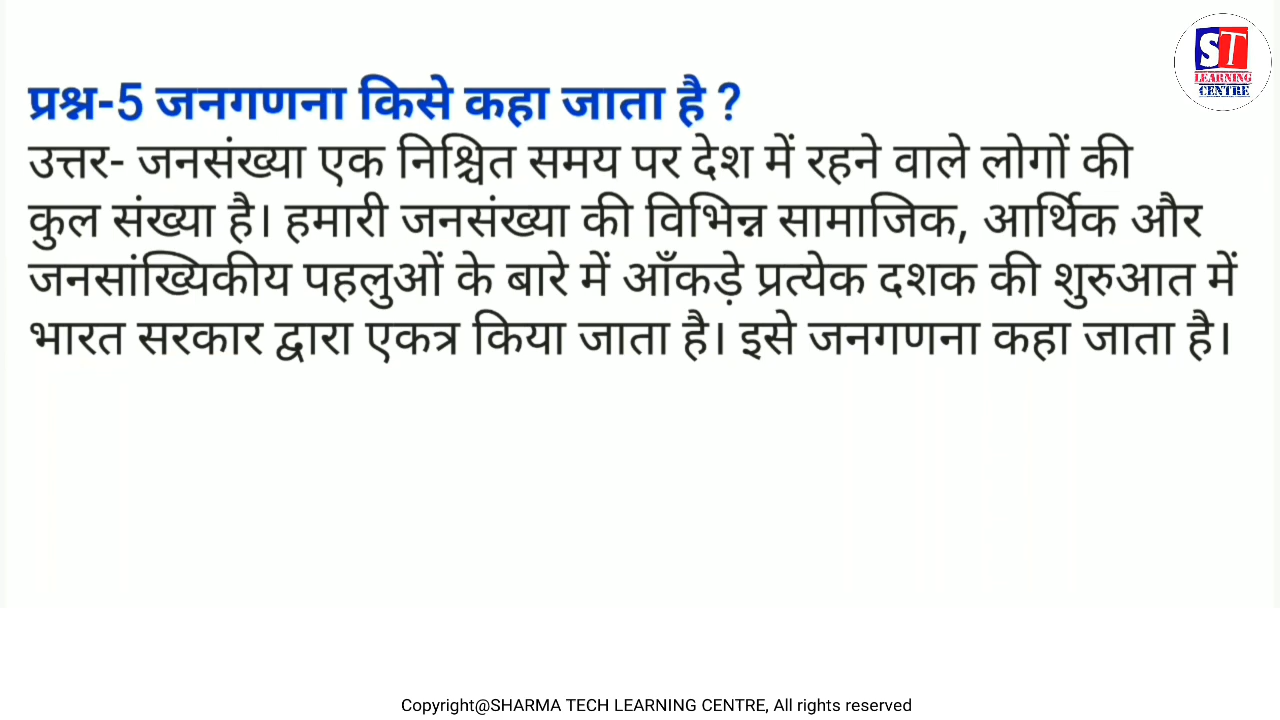 ST
LEARNING
CENTRE
प्रश्न-5 जनगणना किसे कहा जाता है ?
उत्तर- जनसंख्या एक निश्चित समय पर देश में रहने वाले लोगों की
कुल संख्या है। हमारी जनसंख्या की विभिन्न सामाजिक, आर्थिक और
जनसांख्यिकीय पहलुओं के बारे में आँकड़े प्रत्येक दशक की शुरुआत में
भारत सरकार द्वारा एकत्र किया जाता है। इसे जनगणना कहा जाता है।
Copyright@SHARMA TECH LEARNING CENTRE, All rights reserved